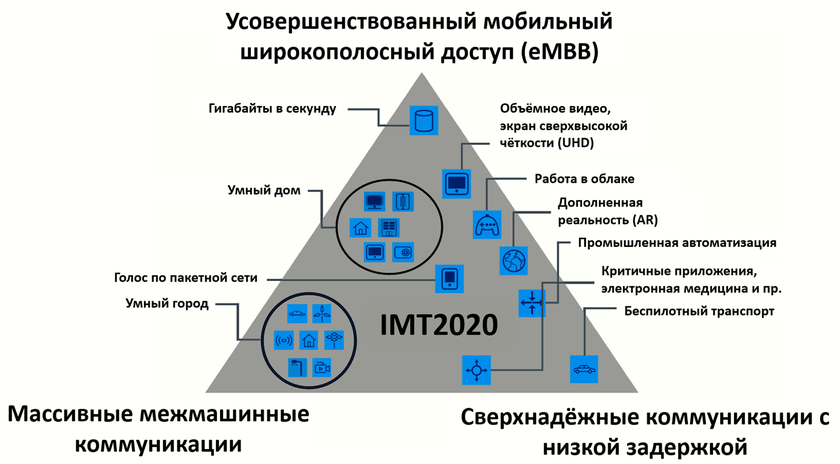 Усовершенствованный мобильный
широкополосный доступ (eMBB)
Гигабайты в секунду
Объёмное видео,
экран сверхвысокой
чёткости (UHD)
Умный дом
Работа в облаке
Дополненная
реальность (AR)
Промышленная автоматизация
Голос по пакетной сети
Критичные приложения,
электронная медицина и пр.
Умный город
Беспилотный транспорт
IMT2020
Массивные межмашинные
коммуникации
Сверхнадёжные коммуникации с
низкой задержкой